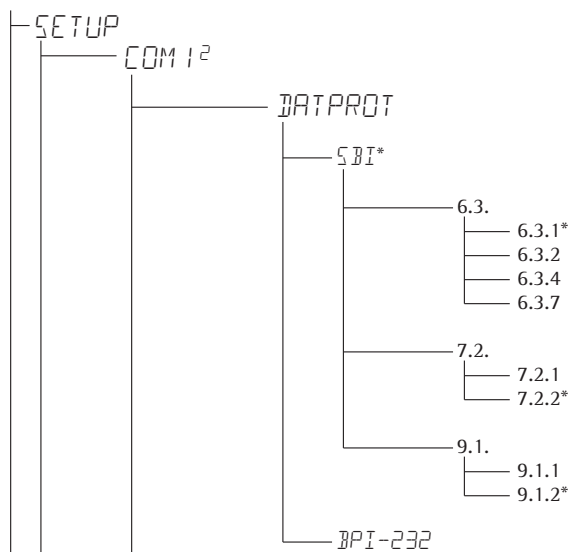 SETUP
COM1²
DATPROT
SBI*
6.3.
6.3.1*
6.3.2
6.3.4
6.3.7
7.2.
7.2.1
7.2.2*
9.1.
9.1.1
9.1.2*
BPI-232